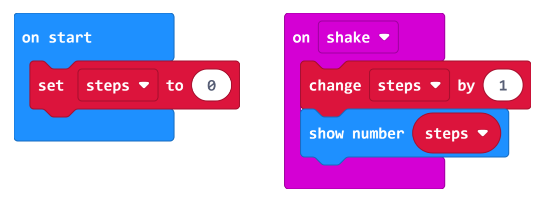 on start
set steps to 0
on shake
change steps by 1
show number steps